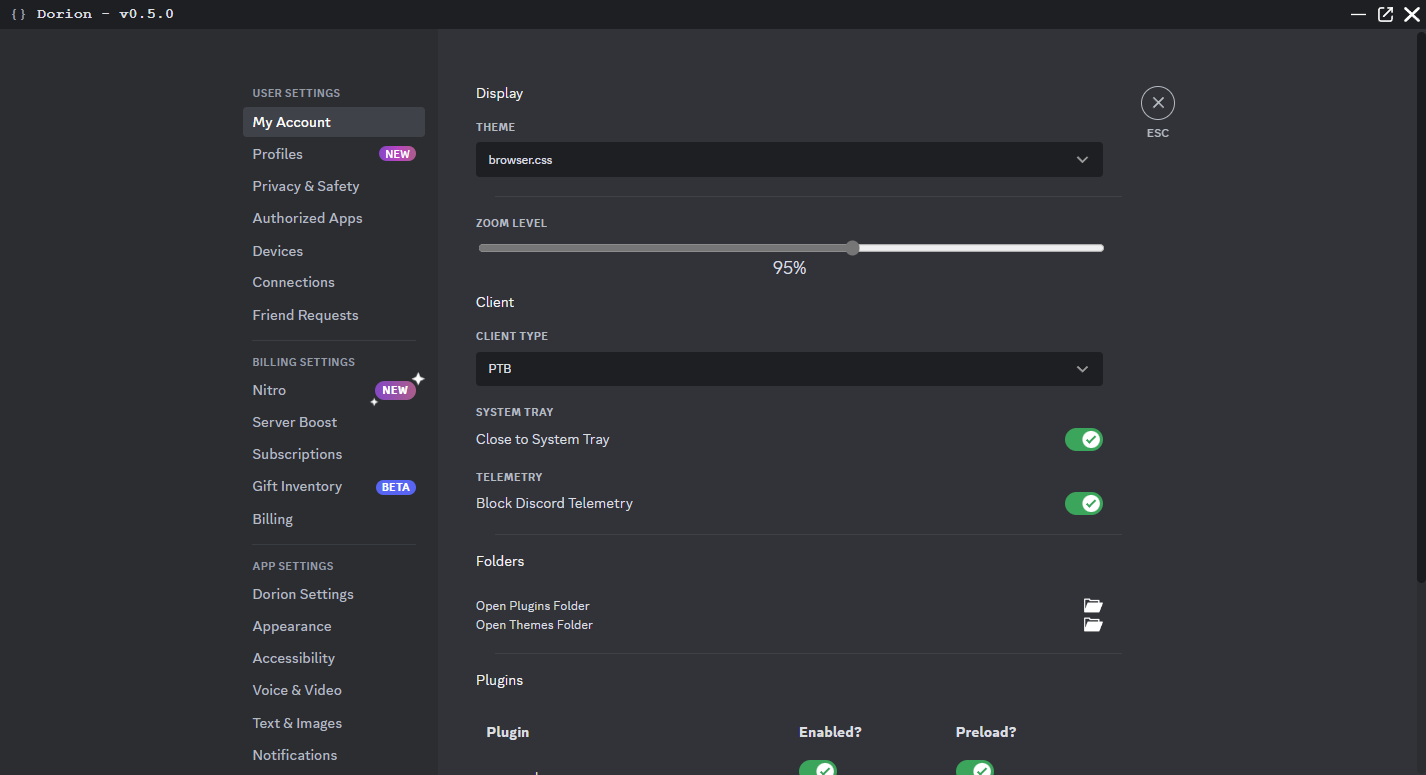 {} Dorion - v0.5.0
USER SETTINGS
My Account
Profiles NEW
Privacy & Safety
Authorized Apps
Devices
Connections
Friend Requests
BILLING SETTINGS
Nitro NEW
Server Boost
Subscriptions
Gift Inventory BETA
Billing
APP SETTINGS
Dorion Settings
Appearance
Accessibility
Voice & Video
Text & Images
Notifications
Display
THEME
browser.css
ZOOM LEVEL
95%
Client
CLIENT TYPE
PTB
SYSTEM TRAY
Close to System Tray
TELEMETRY
Block Discord Telemetry
Folders
Open Plugins Folder
Open Themes Folder
Plugins
Plugin Enabled? Preload?
ESC